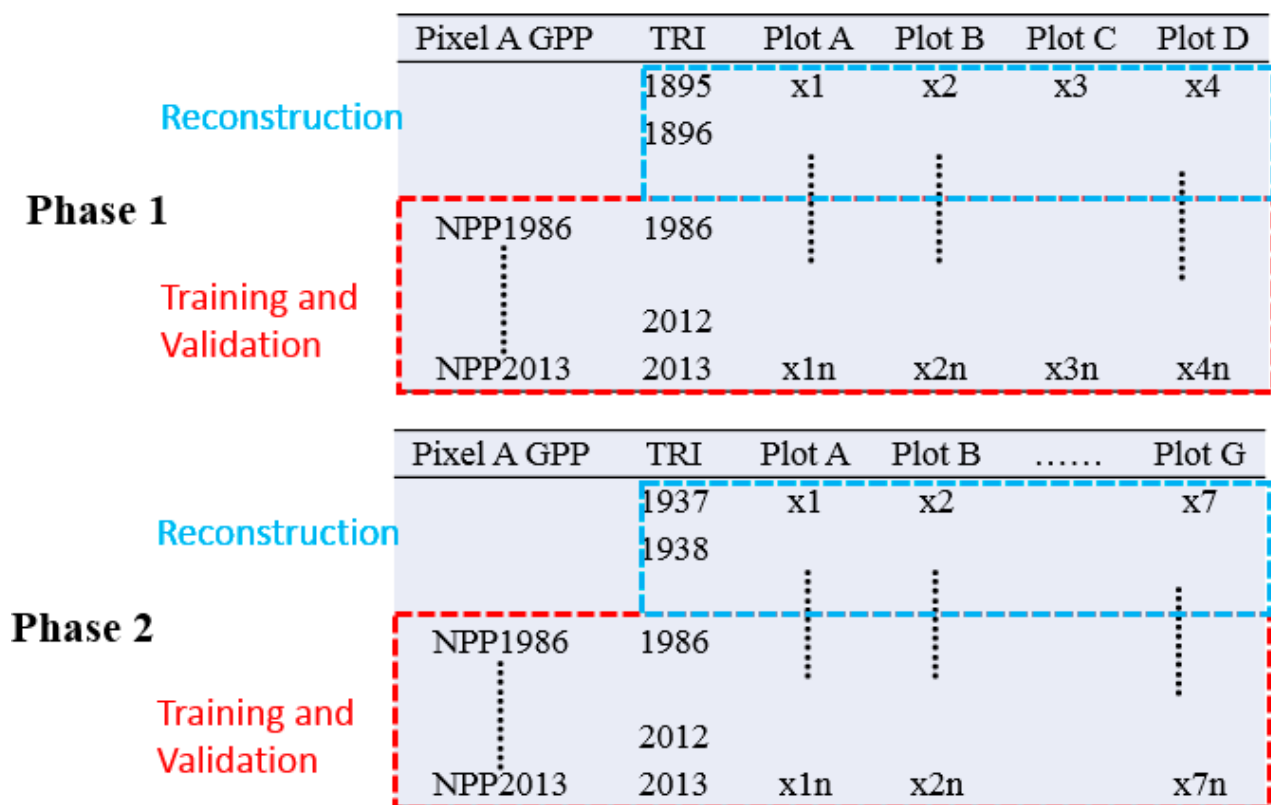 Pixel A GPP TRI Plot A Plot B Plot C Plot D
1895 x1 x2 x3 x4
Reconstruction
1896
Phase 1
NPP1986 1986
Training and
Validation
2012
NPP2013 2013 x1n x2n x3n x4n
Pixel A GPP TRI Plot A Plot B ...... Plot G
1937 x1 x2 x7
Reconstruction
1938
Phase 2
NPP1986 1986
Training and
Validation
2012
NPP2013 2013 x1n x2n x7n